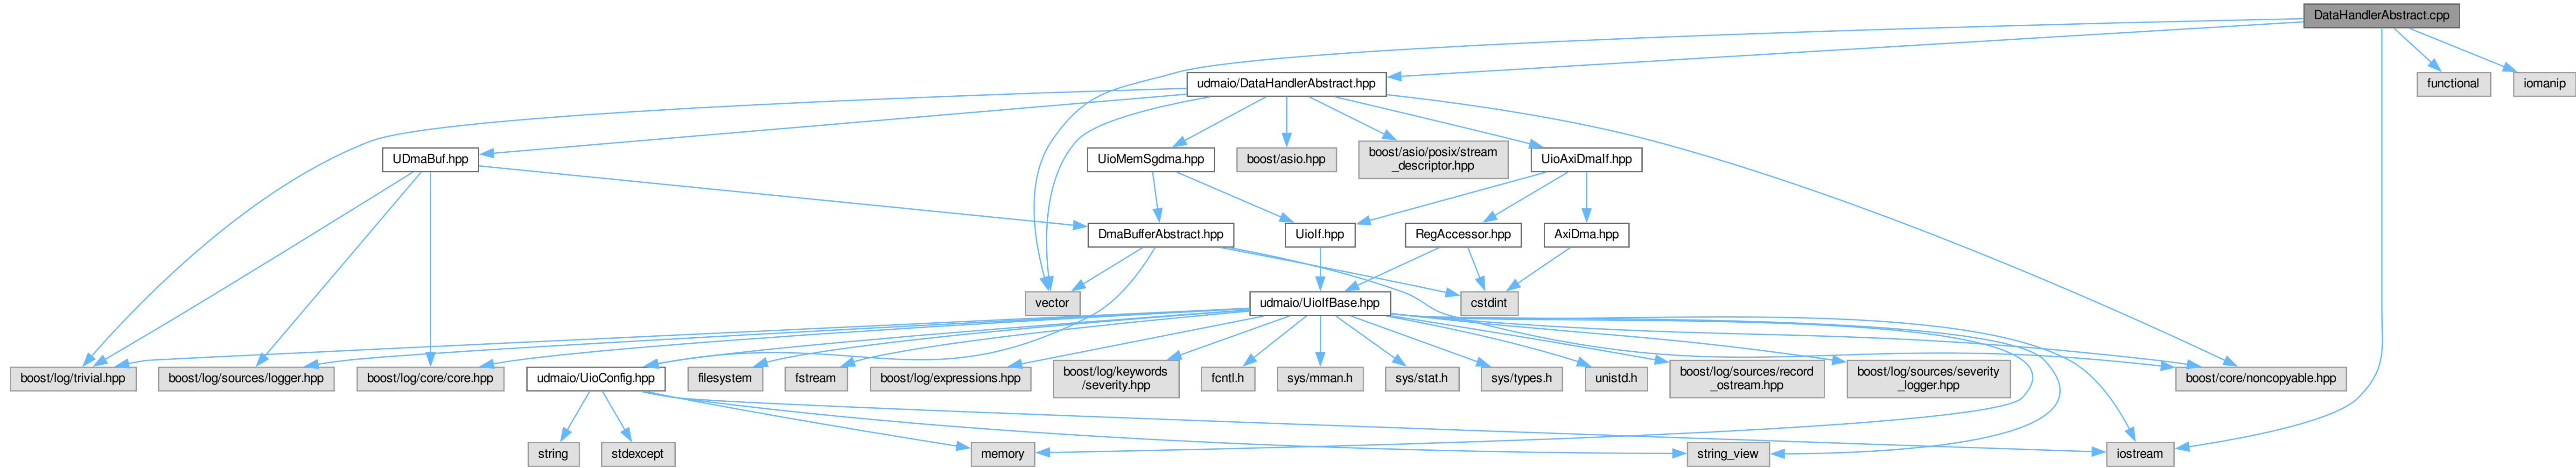 DataHandlerAbstract.cpp
udmaio/DataHandlerAbstract.hpp
functional
iomanip
UDmaBuf.hpp
UioMemSgdma.hpp
boost/asio.hpp
boost/asio/posix/stream
_descriptor.hpp
UioAxiDmaIf.hpp
DmaBufferAbstract.hpp
UioIf.hpp
RegAccessor.hpp
AxiDma.hpp
vector
udmaio/UioIfBase.hpp
cstdint
boost/log/trivial.hpp
boost/log/sources/logger.hpp
boost/log/core/core.hpp
udmaio/UioConfig.hpp
filesystem
fstream
boost/log/expressions.hpp
boost/log/keywords
/severity.hpp
fcntl.h
sys/mman.h
sys/stat.h
sys/types.h
unistd.h
boost/log/sources/record
_ostream.hpp
boost/log/sources/severity
_logger.hpp
boost/core/noncopyable.hpp
string
stdexcept
memory
string_view
iostream